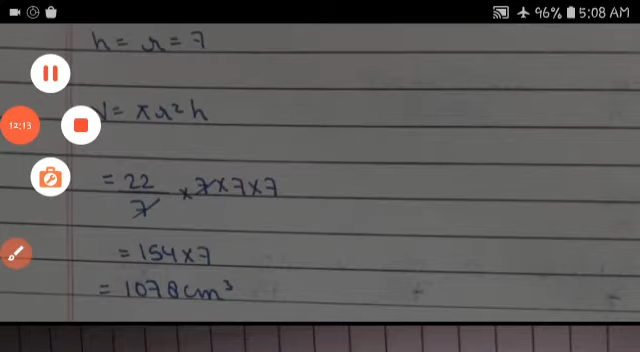 96% 5:08 AM
h = r = 7
12:13
V = πr²h
= 22/7 × 7 × 7 × 7
= 154 × 7
= 1078 cm³